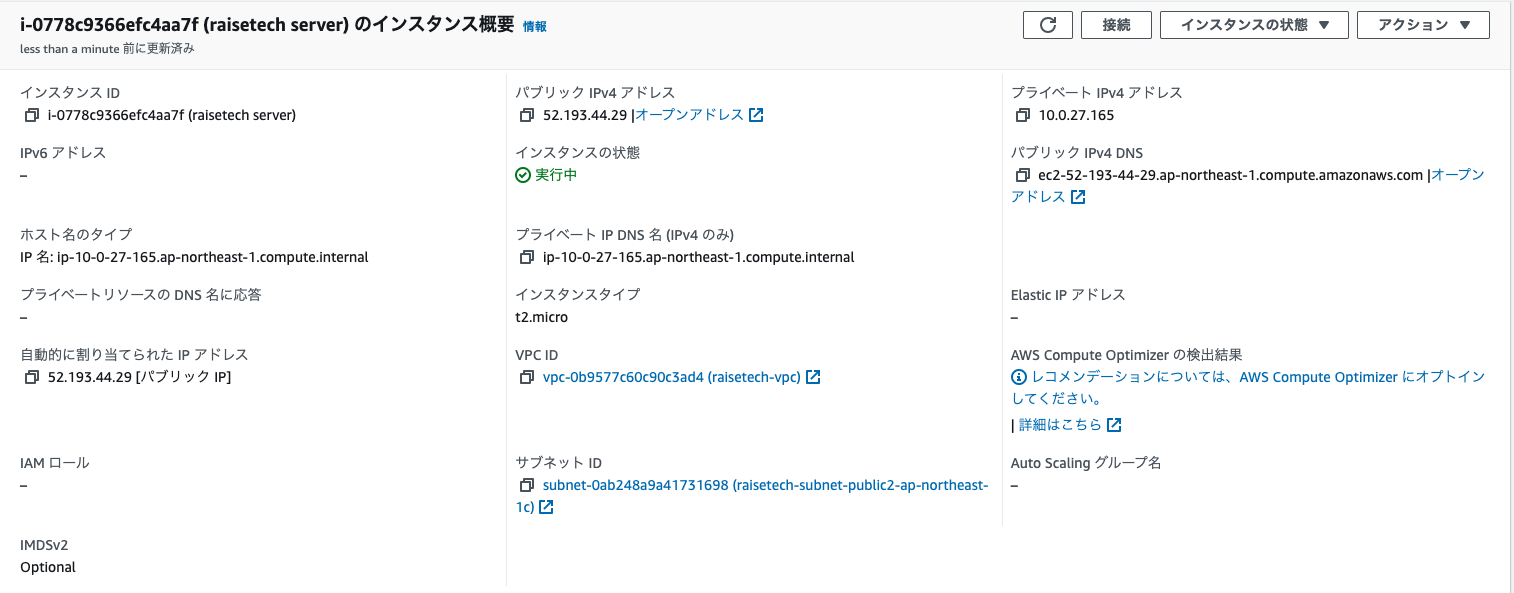 i-0778c9366efc4aa7f (raisetech server) のインスタンス概要 情報
less than a minute 前に更新済み
接続
インスタンスの状態 ▼
アクション ▼
インスタンス ID
i-0778c9366efc4aa7f (raisetech server)
パブリック IPv4 アドレス
52.193.44.29 |オープンアドレス
プライベート IPv4 アドレス
10.0.27.165
IPv6 アドレス
–
インスタンスの状態
実行中
パブリック IPv4 DNS
ec2-52-193-44-29.ap-northeast-1.compute.amazonaws.com |オープン
アドレス
ホスト名のタイプ
IP 名: ip-10-0-27-165.ap-northeast-1.compute.internal
プライベート IP DNS 名 (IPv4 のみ)
ip-10-0-27-165.ap-northeast-1.compute.internal
プライベートリソースの DNS 名に応答
–
インスタンスタイプ
t2.micro
Elastic IP アドレス
–
自動的に割り当てられた IP アドレス
52.193.44.29 [パブリック IP]
VPC ID
vpc-0b9577c60c90c3ad4 (raisetech-vpc)
AWS Compute Optimizer の検出結果
レコメンデーションについては、AWS Compute Optimizer にオプトイン
してください。
| 詳細はこちら
IAM ロール
–
サブネット ID
subnet-0ab248a9a41731698 (raisetech-subnet-public2-ap-northeast-
1c)
Auto Scaling グループ名
–
IMDSv2
Optional